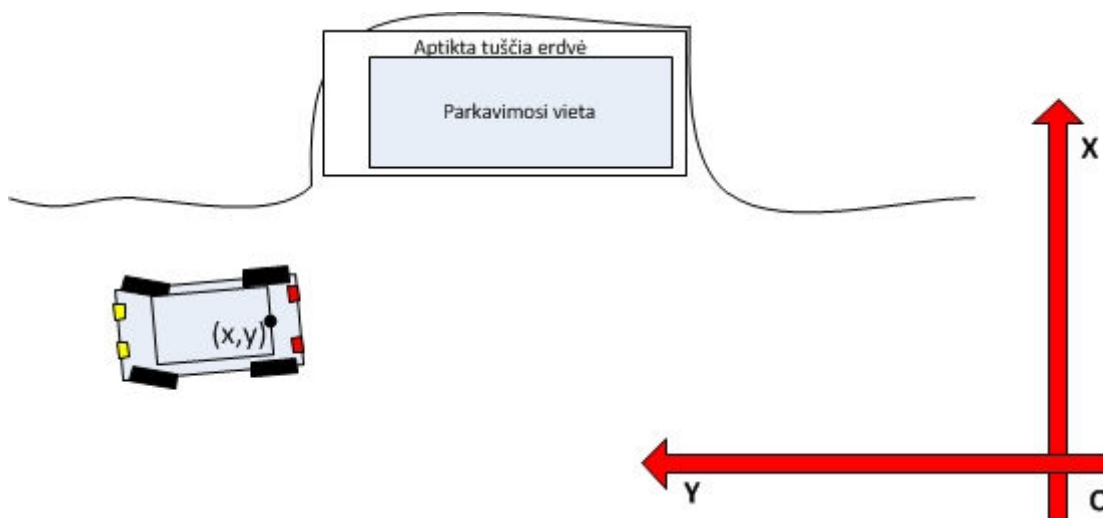 Aptikta tuščia erdvė
Parkavimosi vieta
X
(x,y)
Y
O